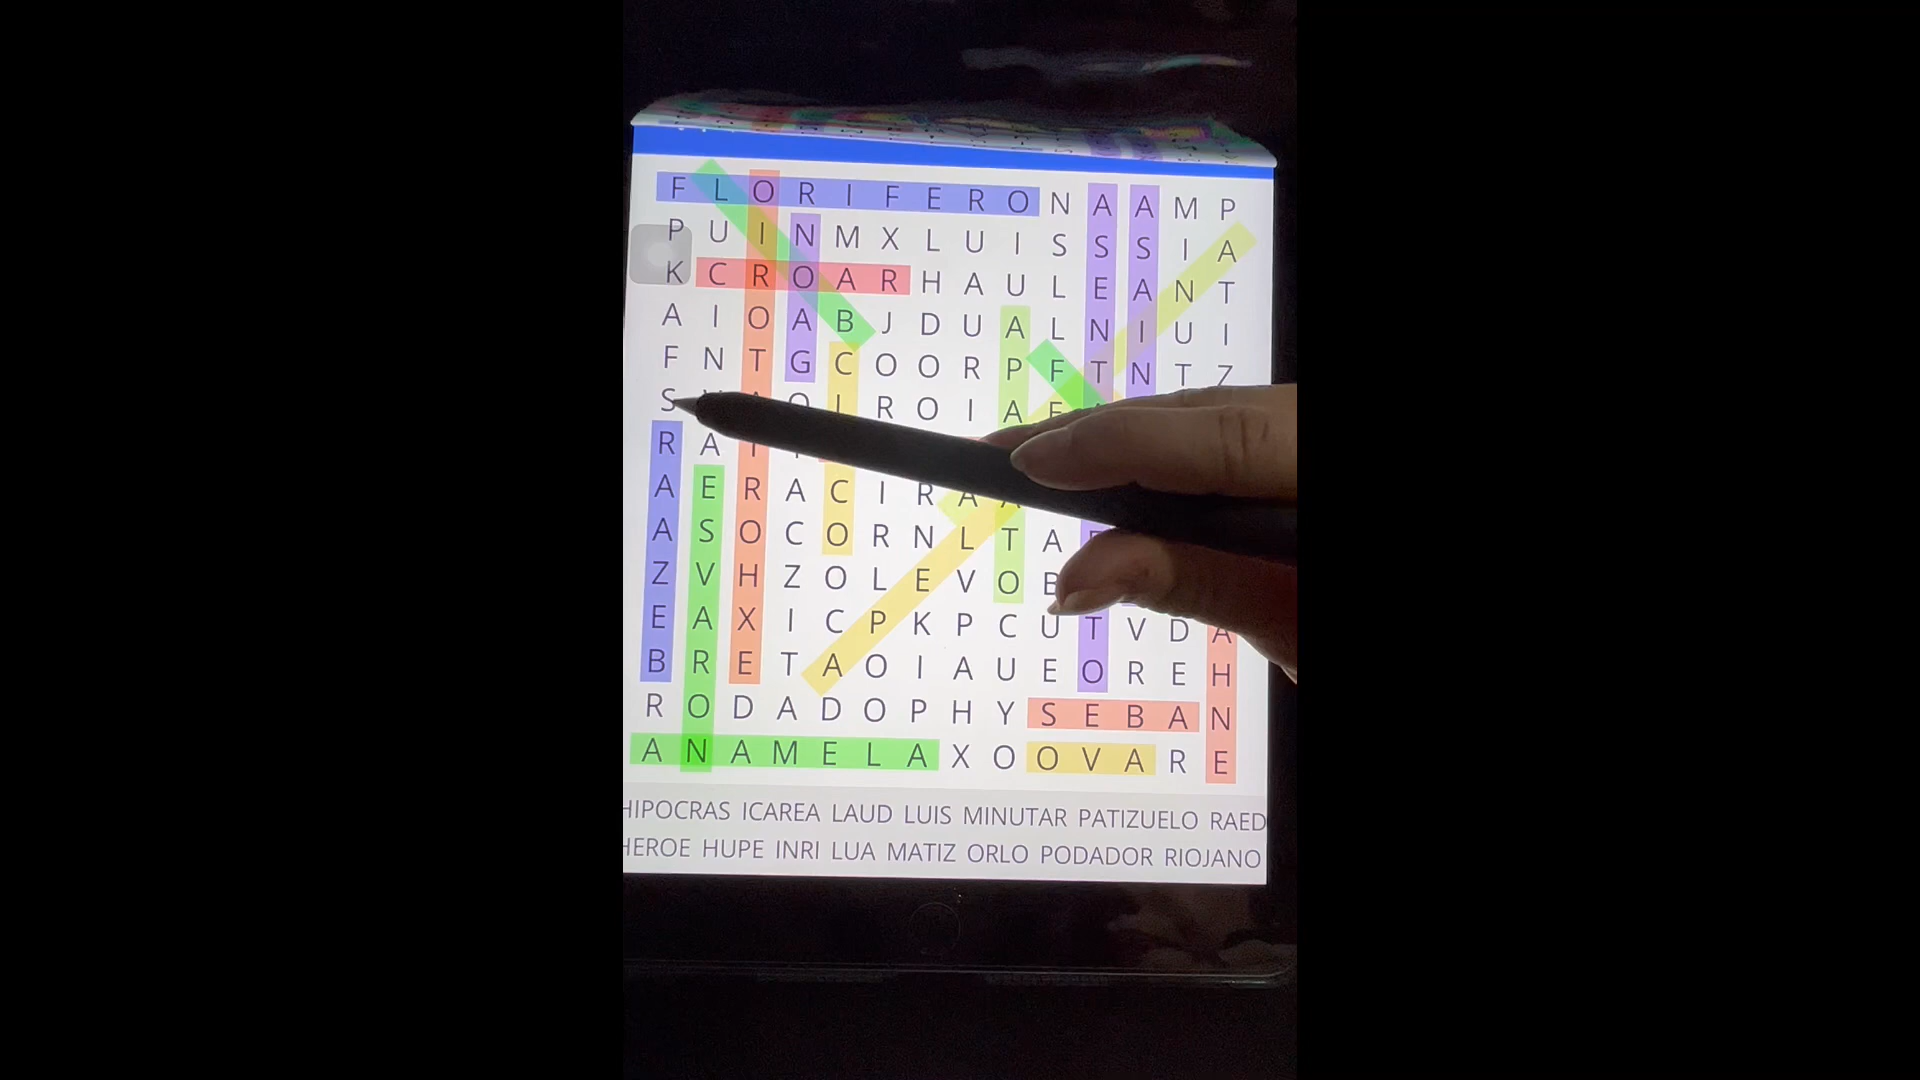 F L O R I F E R O N A A M P
P U I N M X L U I S S S I A
K C R O A R H A U L E A N T
A I O A B J D U A L N I U I
F N T G C O O R P F T N T Z
S R O I A
R A
A E R A C I R A
A S O C O R N L T A
Z V H Z O L E V O B
E A X I C P K P C U T V D A
B R E T A O I A U E O R E H
R O D A D O P H Y S E B A N
A N A M E L A X O O V A R E
HIPOCRAS ICAREA LAUD LUIS MINUTAR PATIZUELO RAED
HEROE HUPE INRI LUA MATIZ ORLO PODADOR RIOJANO